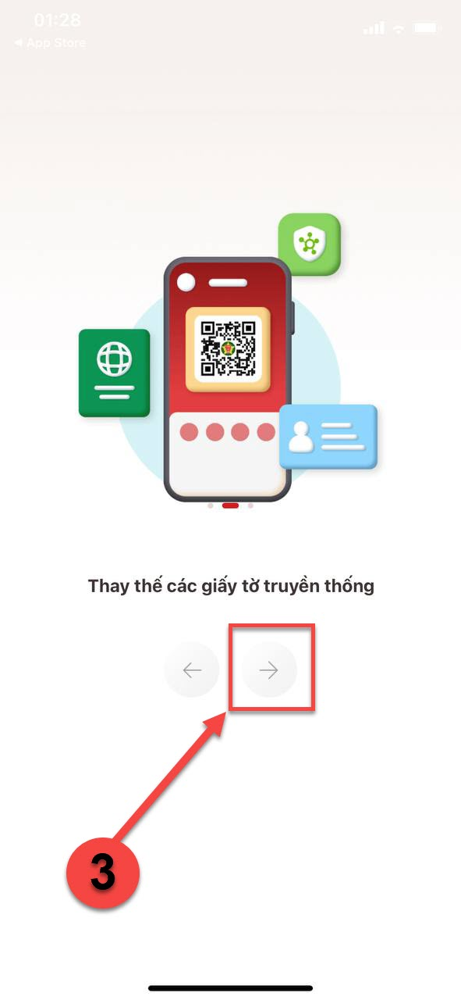 01:28
◀ App Store
Thay thế các giấy tờ truyền thống
3